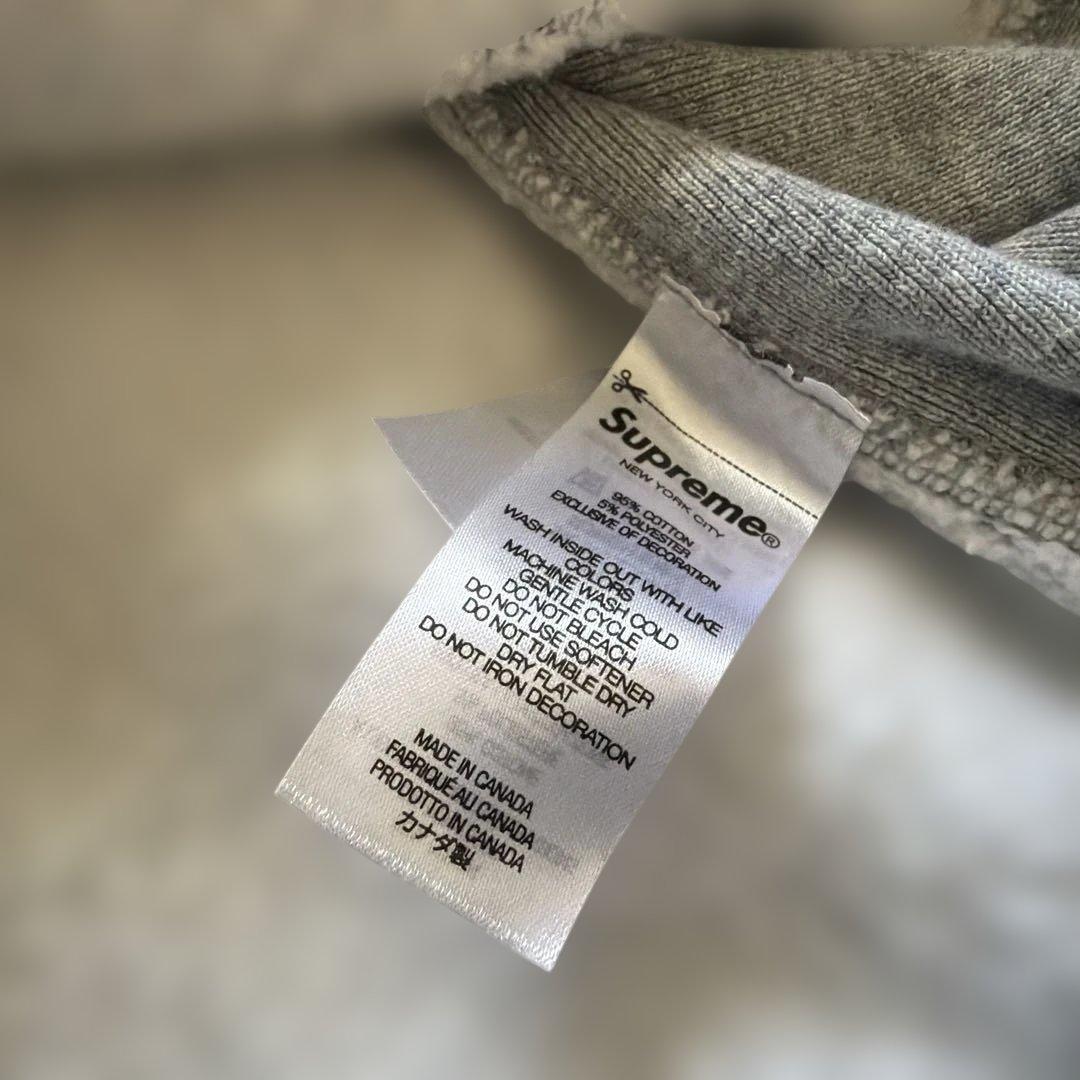 Supreme®
NEW YORK CITY
95% COTTON
5% POLYESTER
EXCLUSIVE OF DECORATION
WASH INSIDE OUT WITH LIKE
COLORS
MACHINE WASH COLD
GENTLE CYCLE
DO NOT BLEACH
DO NOT USE SOFTENER
DO NOT TUMBLE DRY
DRY FLAT
DO NOT IRON DECORATION
MADE IN CANADA
FABRIQUÉ AU CANADA
PRODOTTO IN CANADA
カナダ製